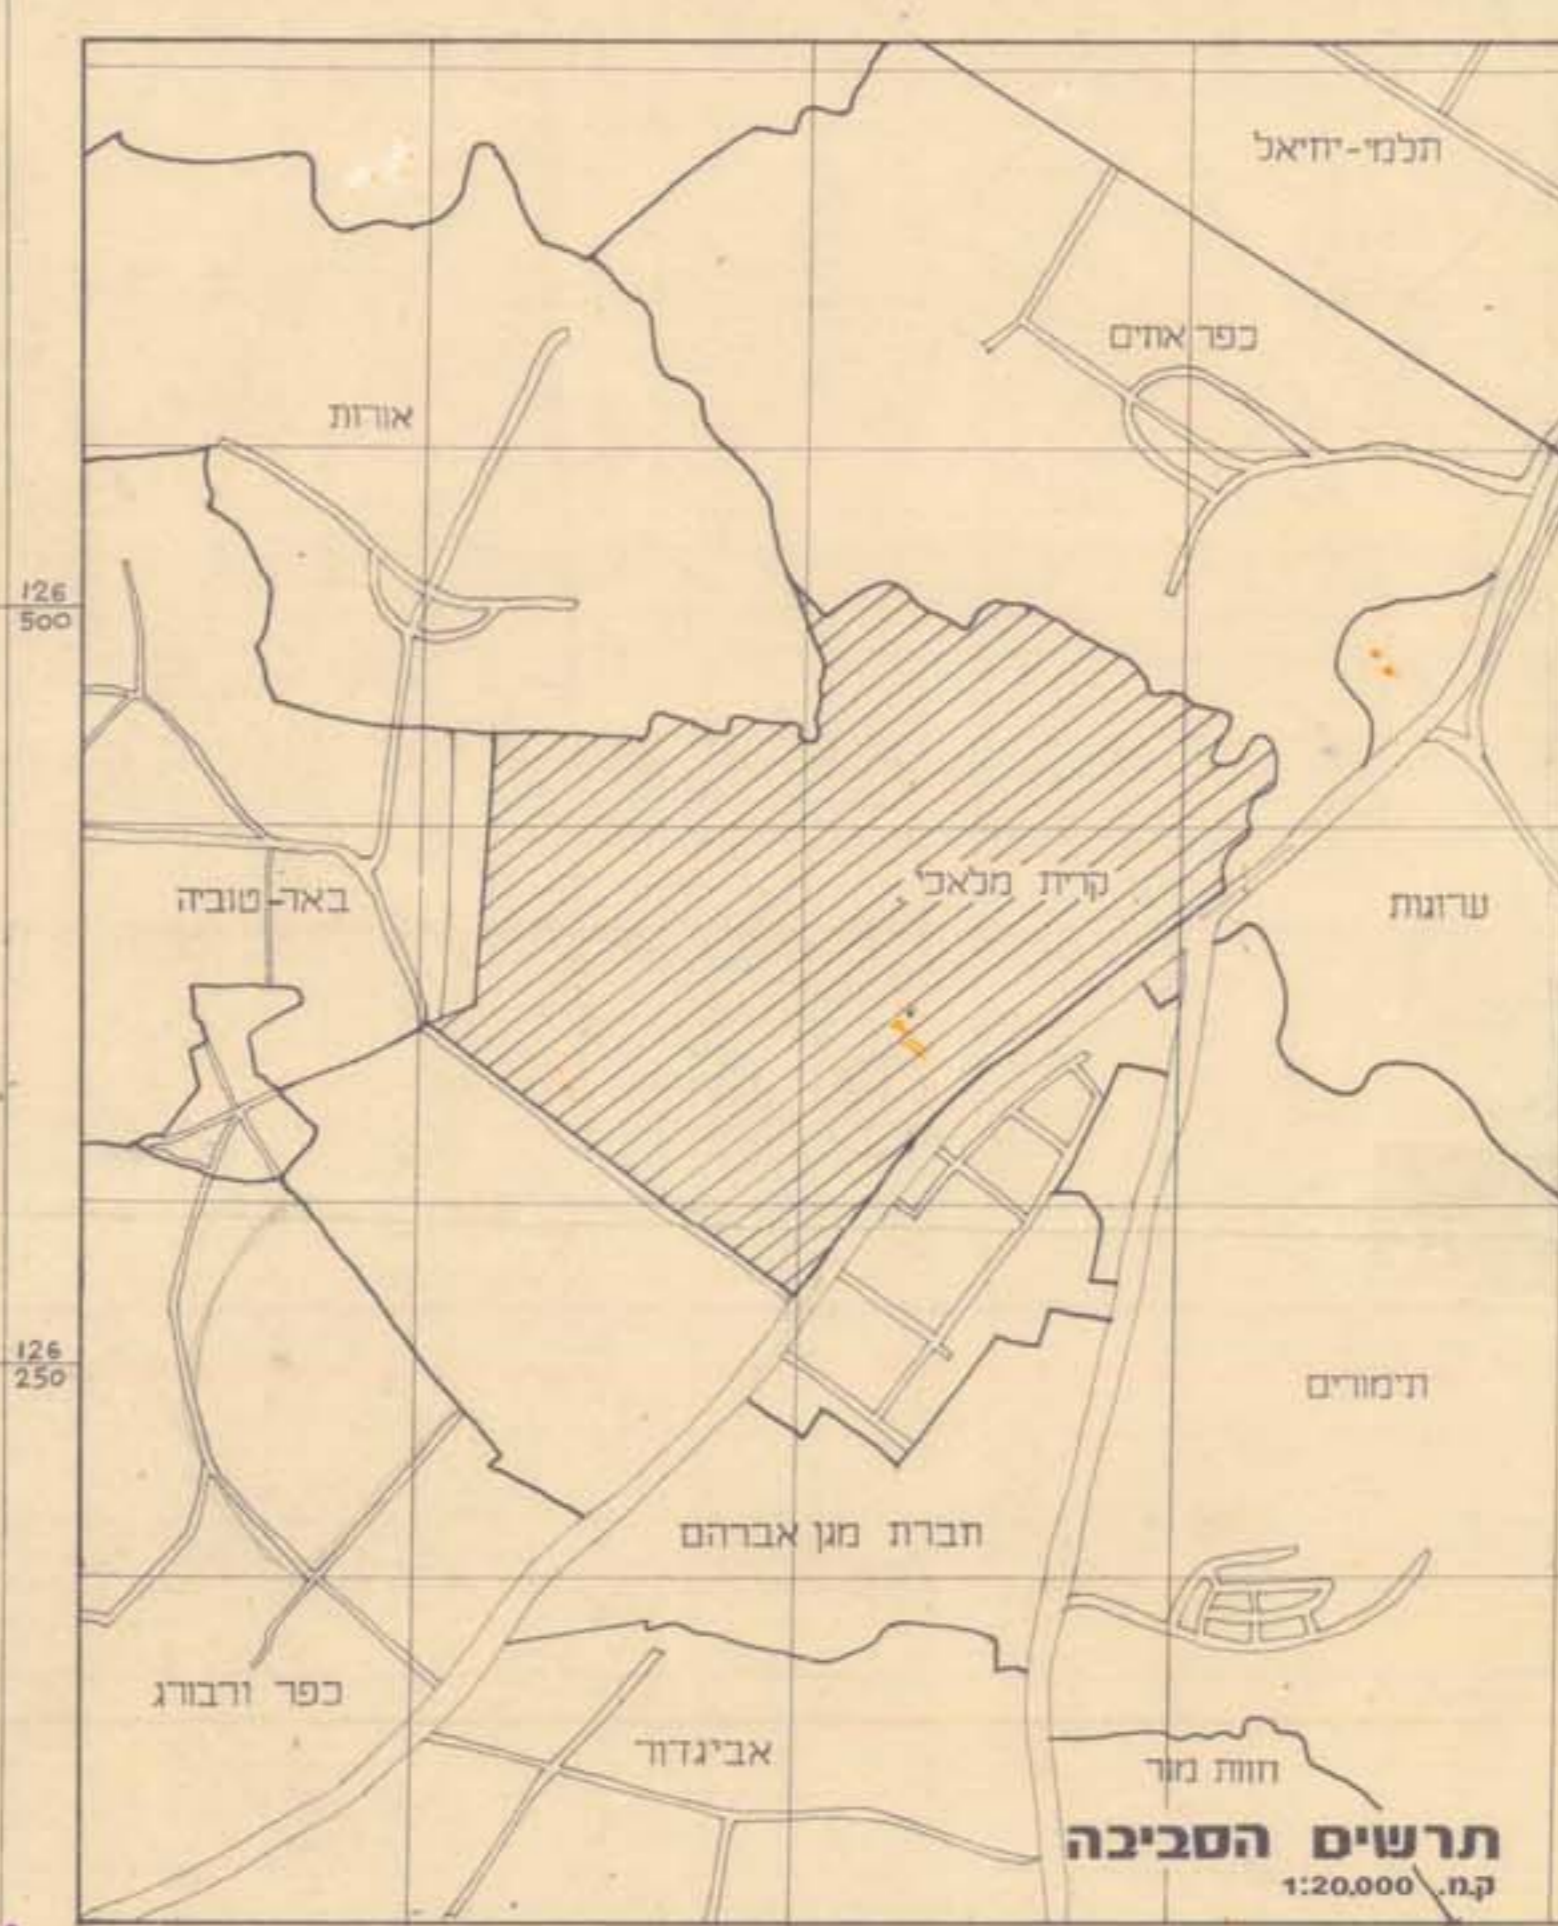 תלמי-יחיאל
כפר אחים
אורות
126
500
קרית מלאכי
באר-טוביה
ערוגות
126
250
תימורים
חברת מגן אברהם
כפר ורבורג
אביגדור
חוות מור
תרשים הסביבה
ק.מ. 1:20.000